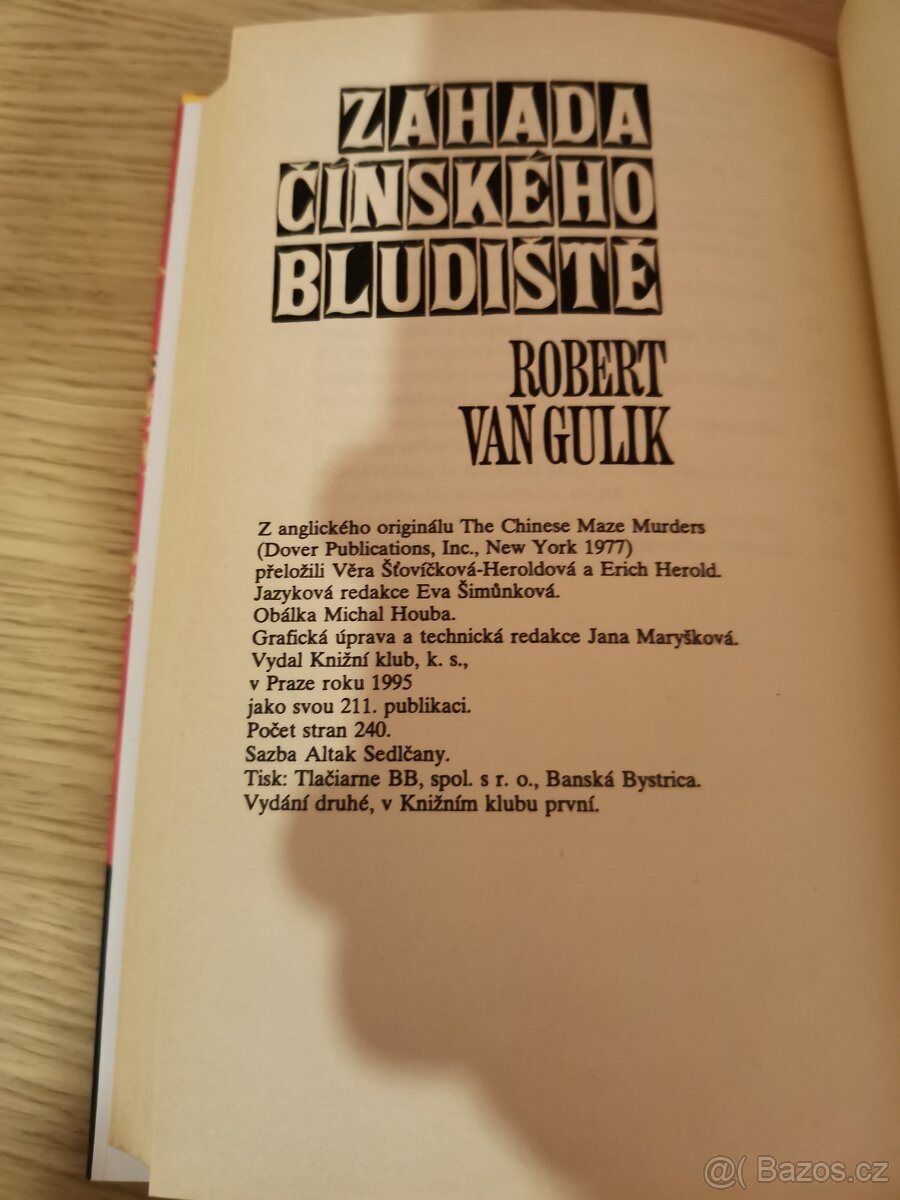 ZÁHADA
ČÍNSKÉHO
BLUDIŠTĚ
ROBERT
VAN GULIK
Z anglického originálu The Chinese Maze Murders
(Dover Publications, Inc., New York 1977)
přeložili Věra Šťovíčková-Heroldová a Erich Herold.
Jazyková redakce Eva Šimůnková.
Obálka Michal Houba.
Grafická úprava a technická redakce Jana Maryšková.
Vydal Knižní klub, k. s.,
v Praze roku 1995
jako svou 211. publikaci.
Počet stran 240.
Sazba Altak Sedlčany.
Tisk: Tlačiarne BB, spol. s r. o., Banská Bystrica.
Vydání druhé, v Knižním klubu první.
@( Bazos.cz